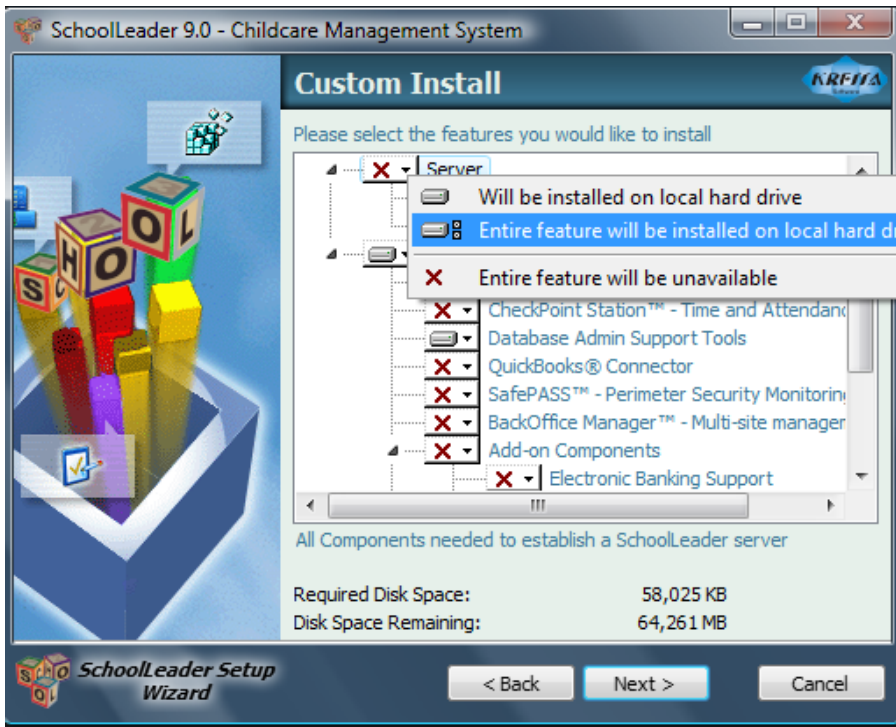 SchoolLeader 9.0 - Childcare Management System
Custom Install
KREISA
Please select the features you would like to install
Server
Will be installed on local hard drive
Entire feature will be installed on local hard dr
Entire feature will be unavailable
CheckPoint Station™ - Time and Attendanc
Database Admin Support Tools
QuickBooks® Connector
SafePASS™ - Perimeter Security Monitoring
BackOffice Manager™ - Multi-site manager
Add-on Components
Electronic Banking Support
All Components needed to establish a SchoolLeader server
Required Disk Space: 58,025 KB
Disk Space Remaining: 64,261 MB
SchoolLeader Setup
Wizard
< Back Next > Cancel